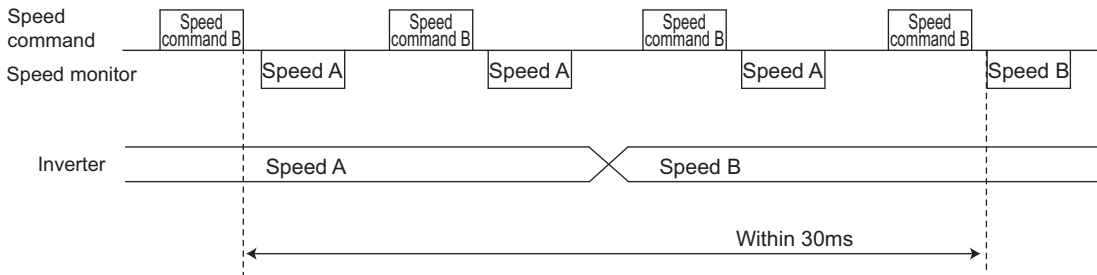 Speed
command
Speed
command B
Speed
command B
Speed
command B
Speed
command B
Speed monitor
Speed A
Speed A
Speed A
Speed B
Inverter
Speed A
Speed B
Within 30ms